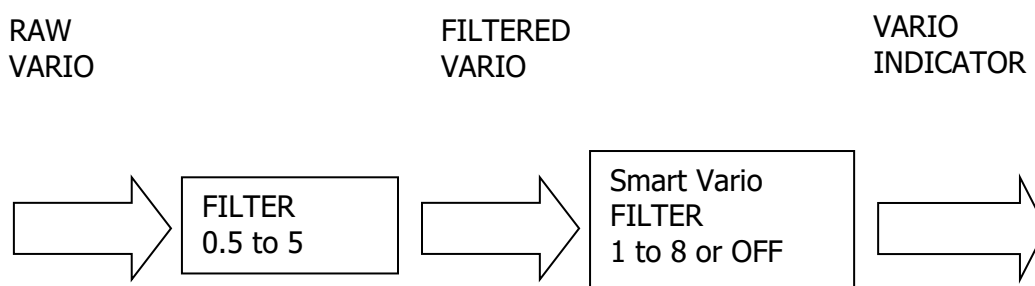 RAW
VARIO
FILTERED
VARIO
VARIO
INDICATOR
FILTER
0.5 to 5
Smart Vario
FILTER
1 to 8 or OFF